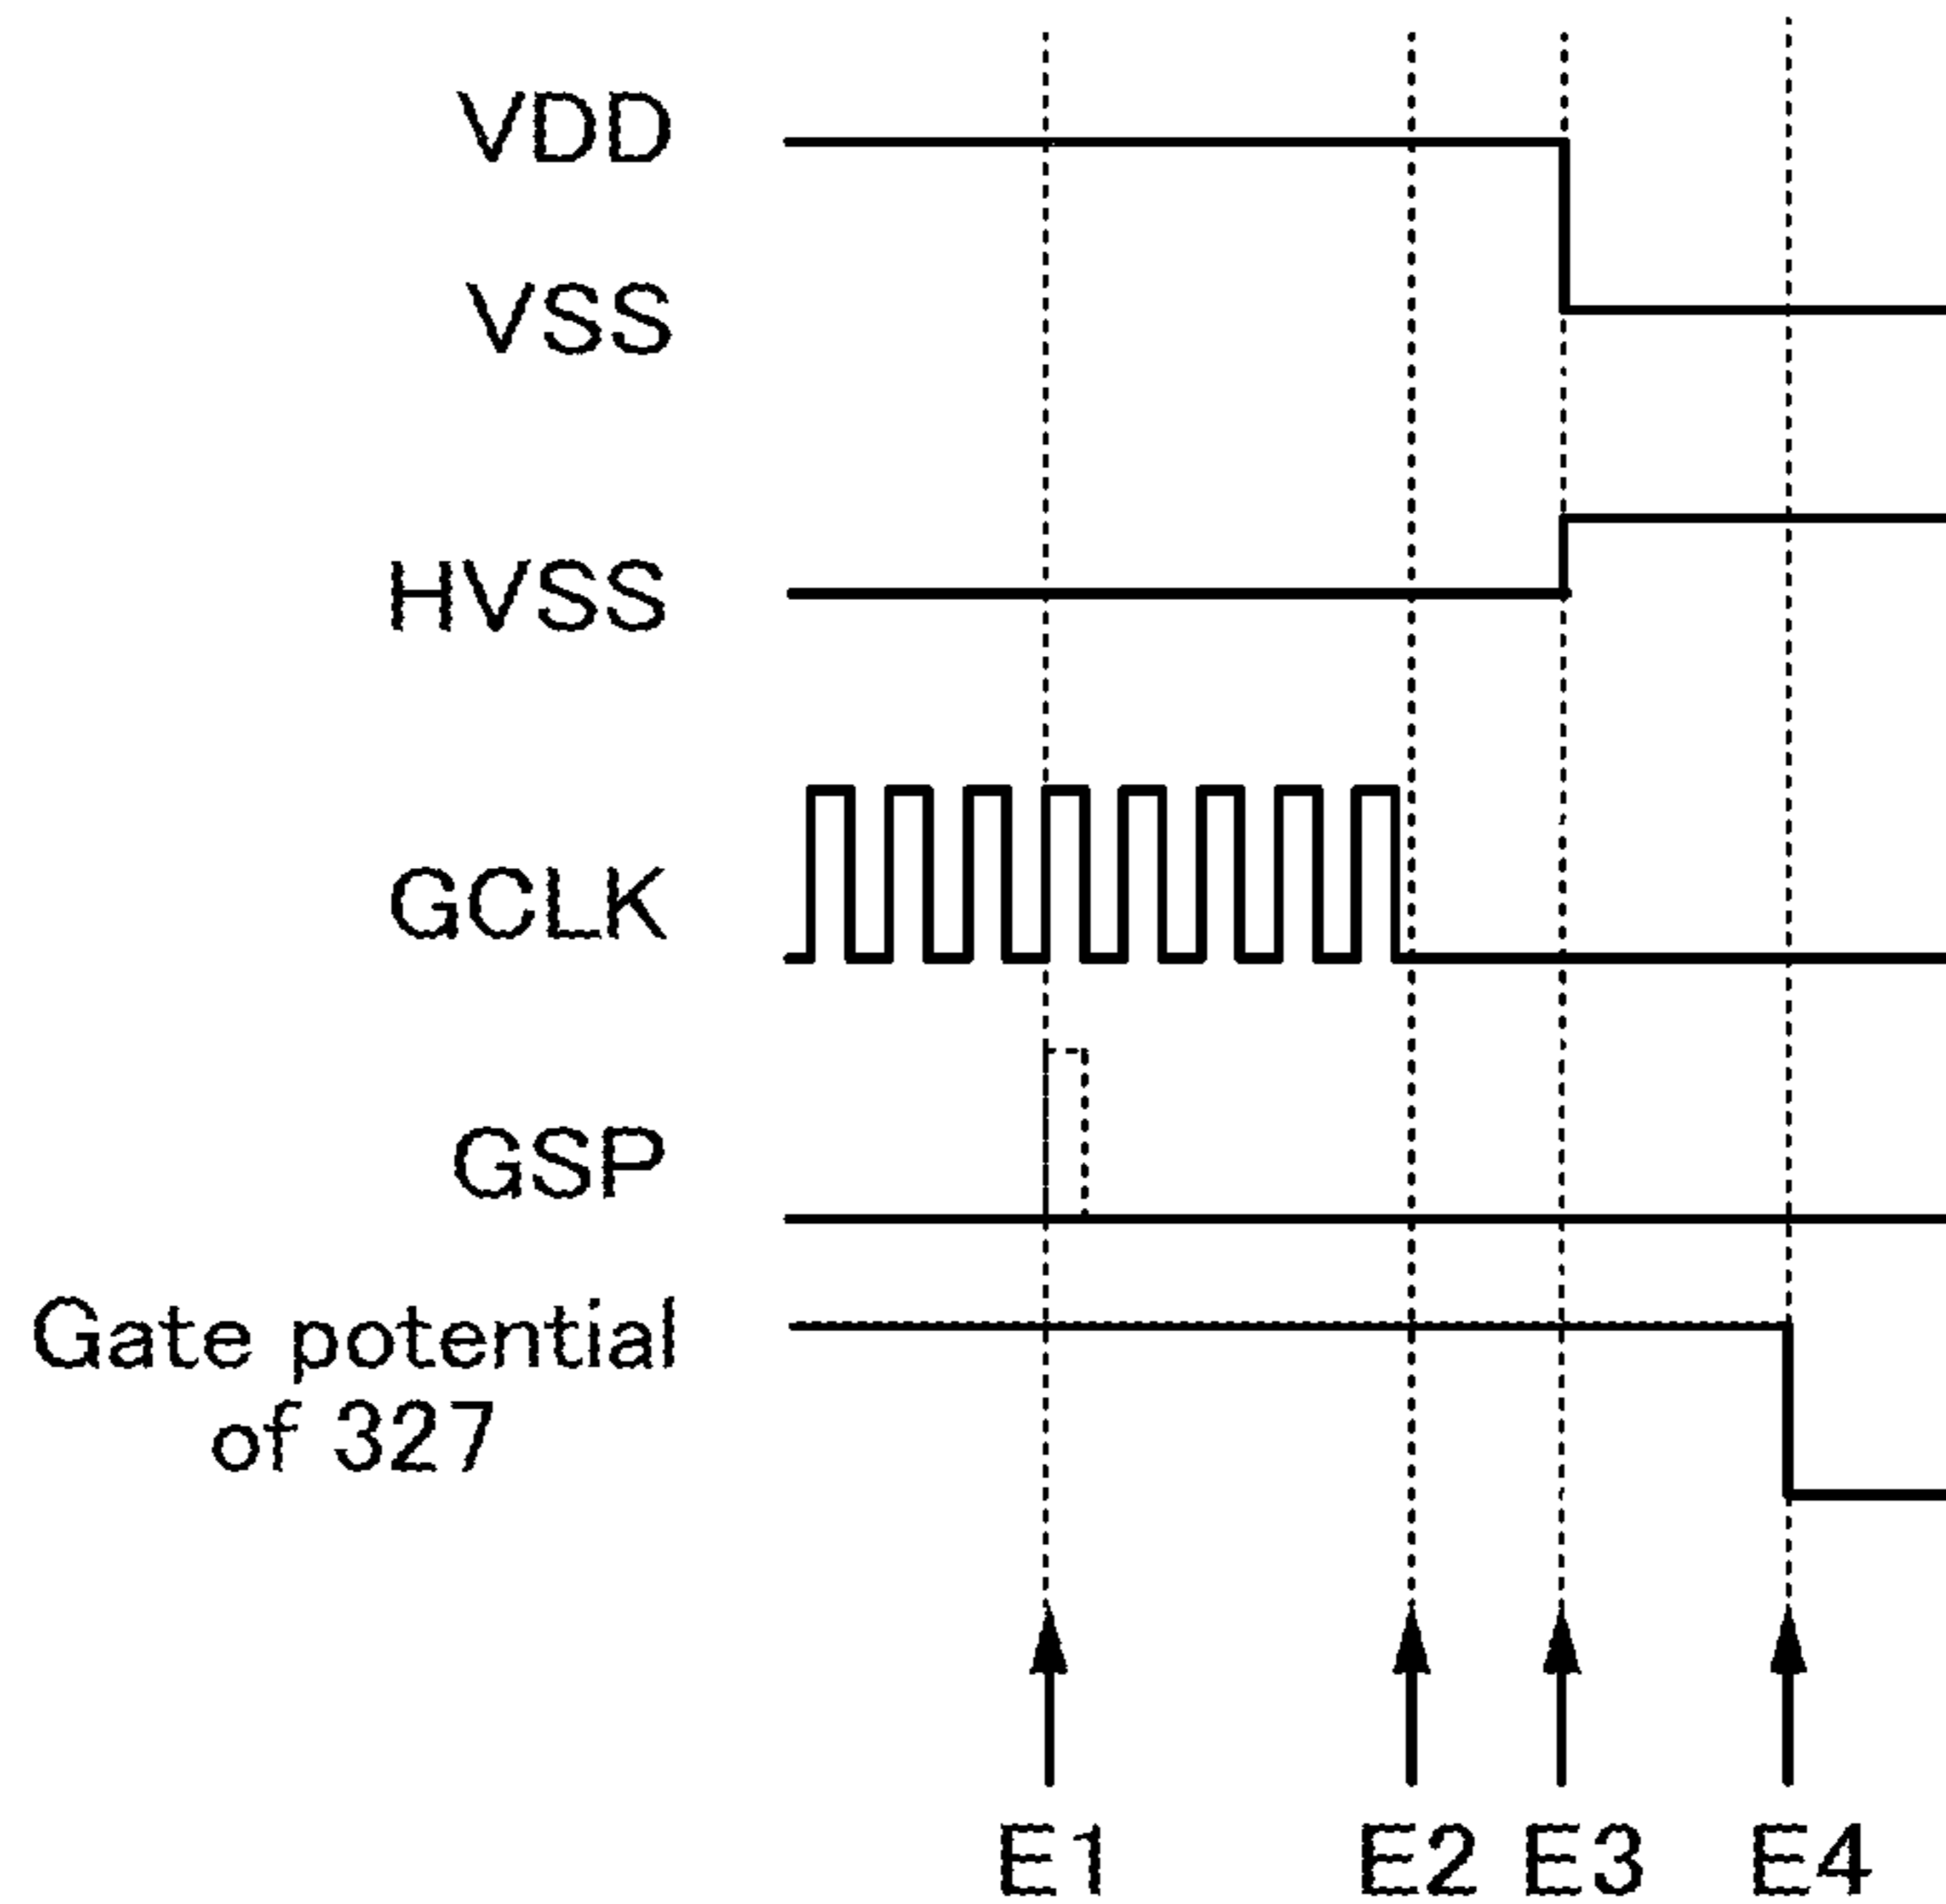 VDD
VSS
HVSS
GCLK
GSP
Gate potential
of 327
E1 E2 E3 E4